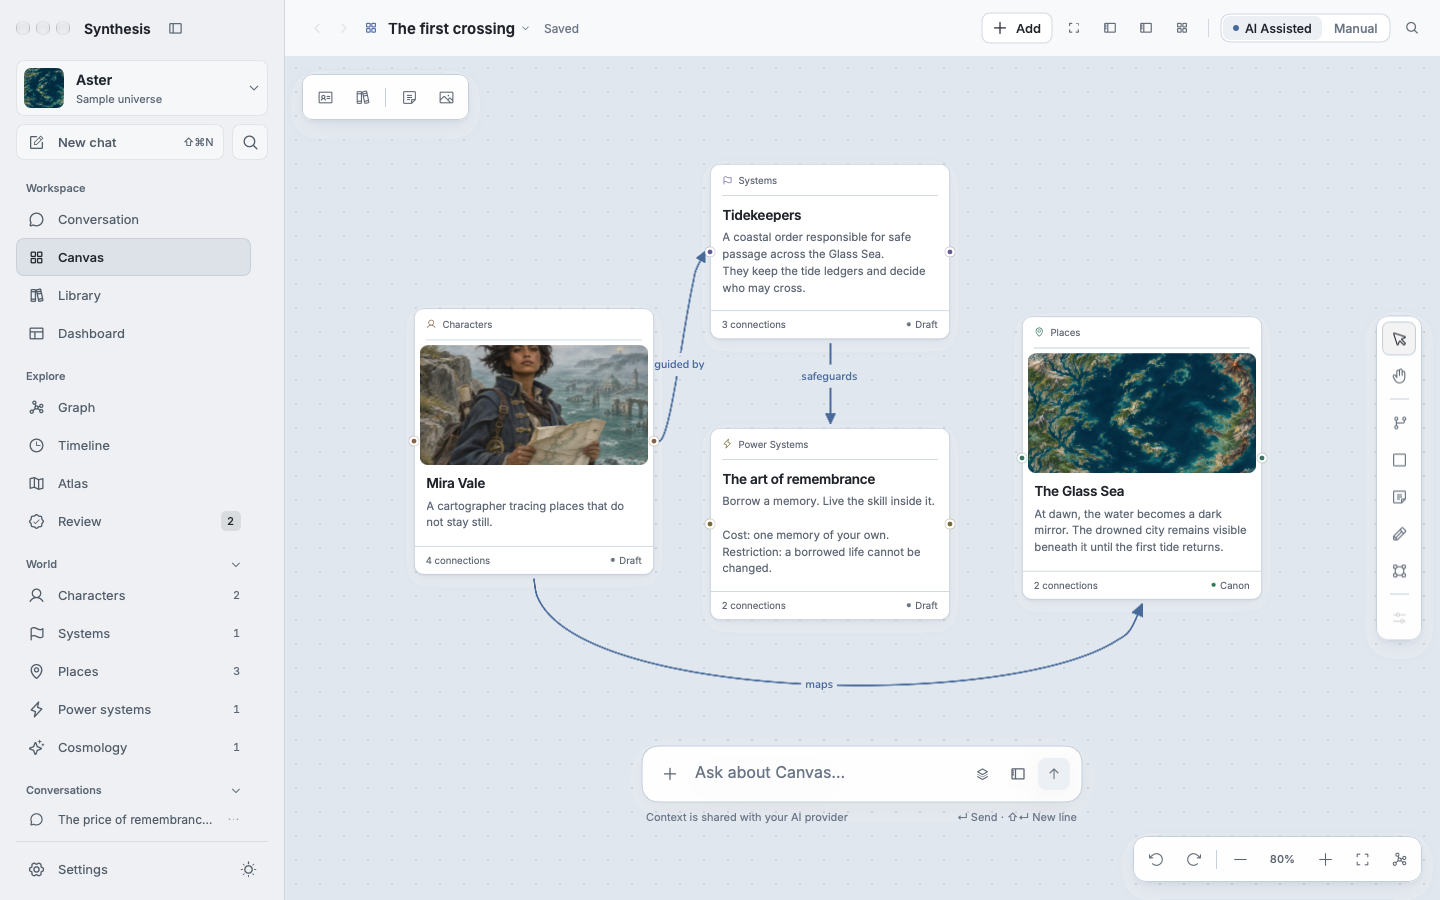 Synthesis
Aster
Sample universe
New chat
⇧⌘N
Workspace
Conversation
Canvas
Library
Dashboard
Explore
Graph
Timeline
Atlas
Review
2
World
Characters
2
Systems
1
Places
3
Power systems
1
Cosmology
1
Conversations
The price of remembranc...
Settings
The first crossing
Saved
Add
AI Assisted
Manual
Systems
Tidekeepers
A coastal order responsible for safe
passage across the Glass Sea.
They keep the tide ledgers and decide
who may cross.
3 connections
Draft
Characters
Mira Vale
A cartographer tracing places that do
not stay still.
4 connections
Draft
guided by
safeguards
Power Systems
The art of remembrance
Borrow a memory. Live the skill inside it.
Cost: one memory of your own.
Restriction: a borrowed life cannot be
changed.
2 connections
Draft
Places
The Glass Sea
At dawn, the water becomes a dark
mirror. The drowned city remains visible
beneath it until the first tide returns.
2 connections
Canon
maps
Ask about Canvas...
Context is shared with your AI provider
↵ Send · ⇧↵ New line
80%